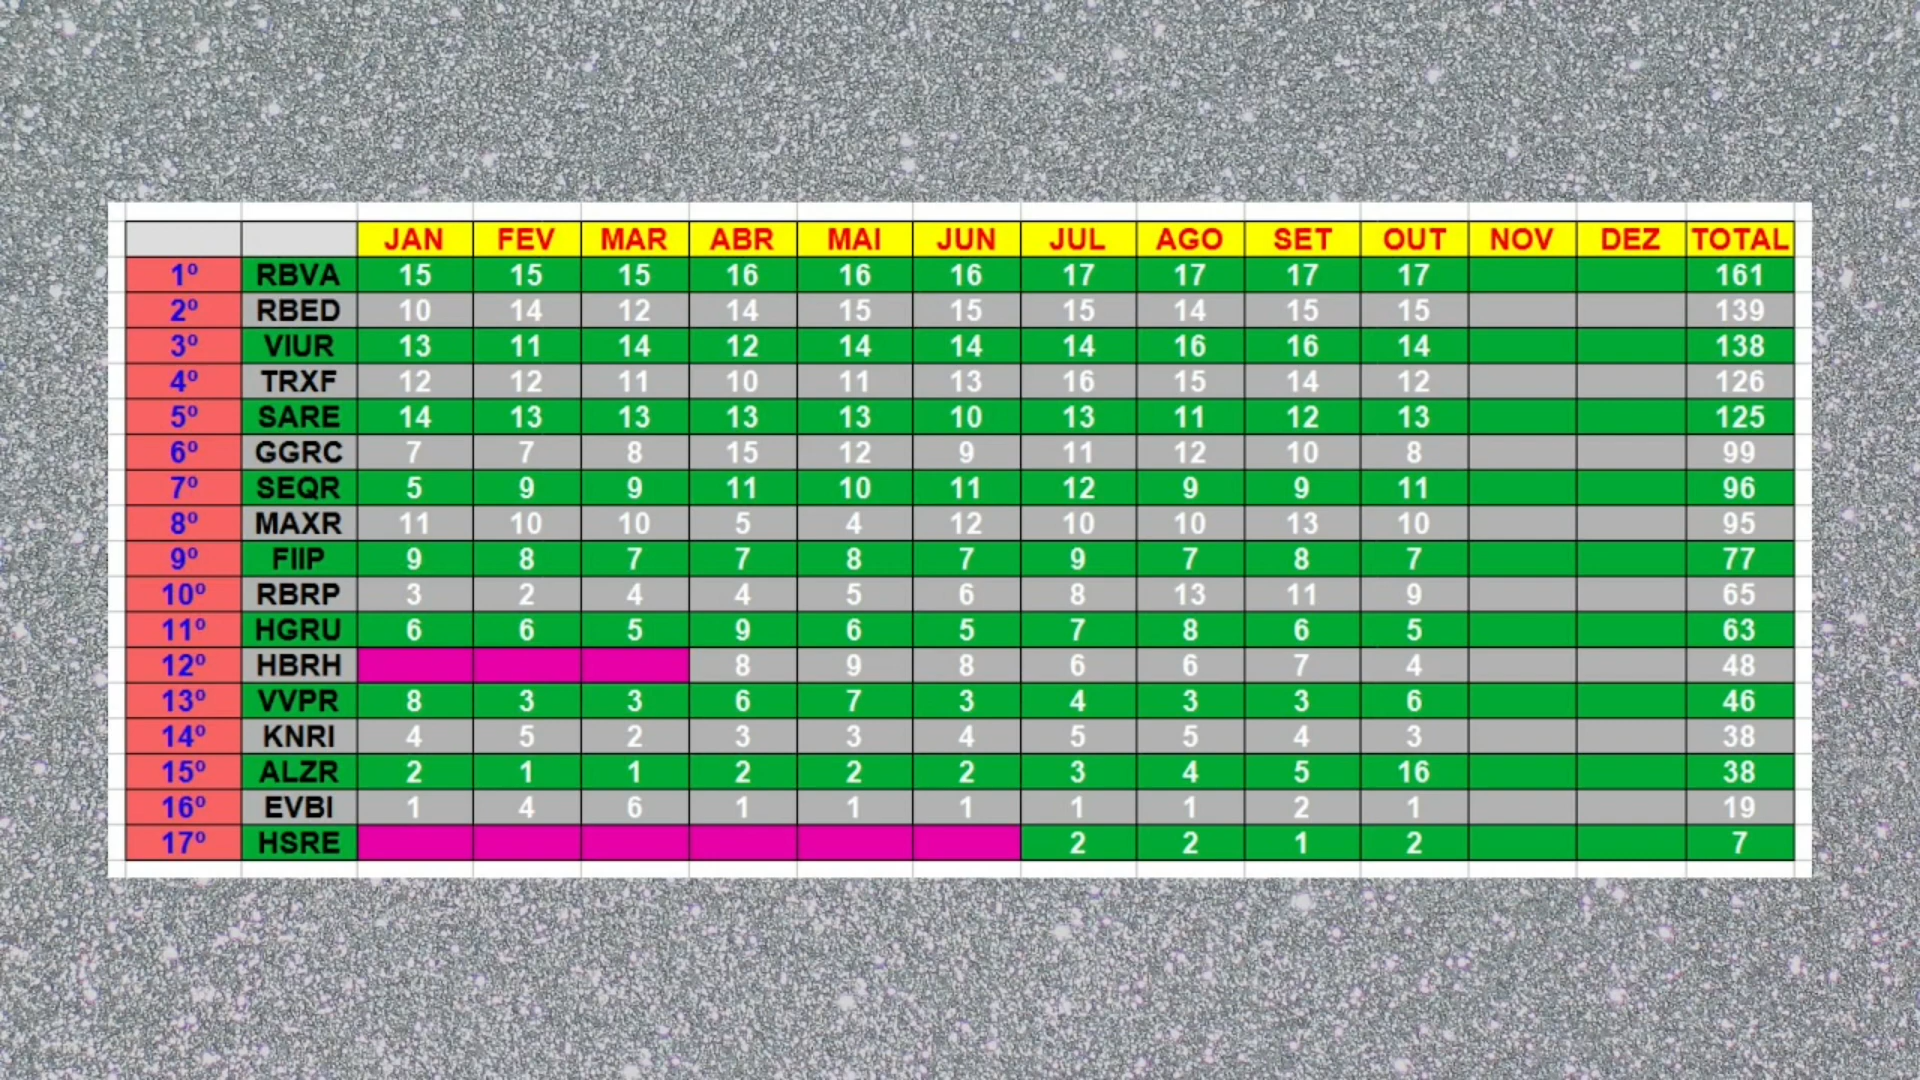 JAN FEV MAR ABR MAI JUN JUL AGO SET OUT NOV DEZ TOTAL
1º RBVA 15 15 15 16 16 16 17 17 17 17 161
2º RBED 10 14 12 14 15 15 15 14 15 15 139
3º VIUR 13 11 14 12 14 14 14 16 16 14 138
4º TRXF 12 12 11 10 11 13 16 15 14 12 126
5º SARE 14 13 13 13 13 10 13 11 12 13 125
6º GGRC 7 7 8 15 12 9 11 12 10 8 99
7º SEQR 5 9 9 11 10 11 12 9 9 11 96
8º MAXR 11 10 10 5 4 12 10 10 13 10 95
9º FIIP 9 8 7 7 8 7 9 7 8 7 77
10º RBRP 3 2 4 4 5 6 8 13 11 9 65
11º HGRU 6 6 5 9 6 5 7 8 6 5 63
12º HBRH 8 9 8 6 6 7 4 48
13º VVPR 8 3 3 6 7 3 4 3 3 6 46
14º KNRI 4 5 2 3 3 4 5 5 4 3 38
15º ALZR 2 1 1 2 2 2 3 4 5 16 38
16º EVBI 1 4 6 1 1 1 1 1 2 1 19
17º HSRE 2 2 1 2 7